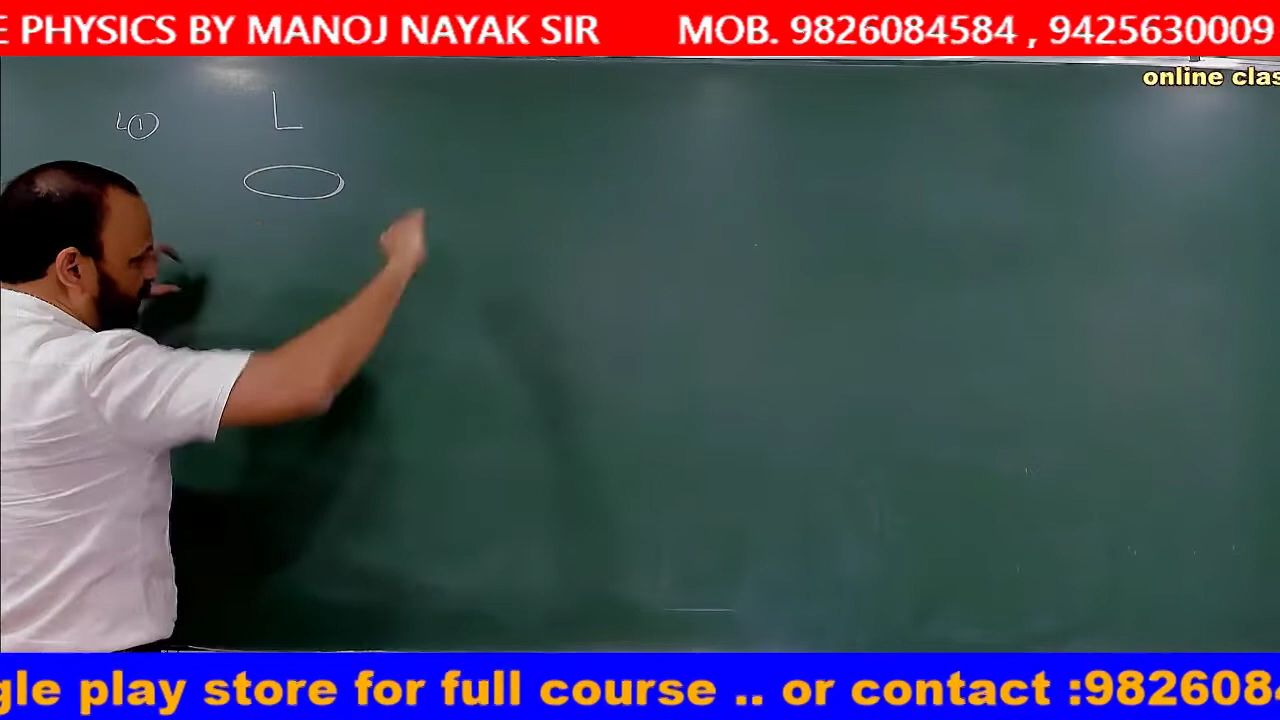 E PHYSICS BY MANOJ NAYAK SIR MOB. 9826084584 , 9425630009
online clas
L①
L
gle play store for full course .. or contact :982608